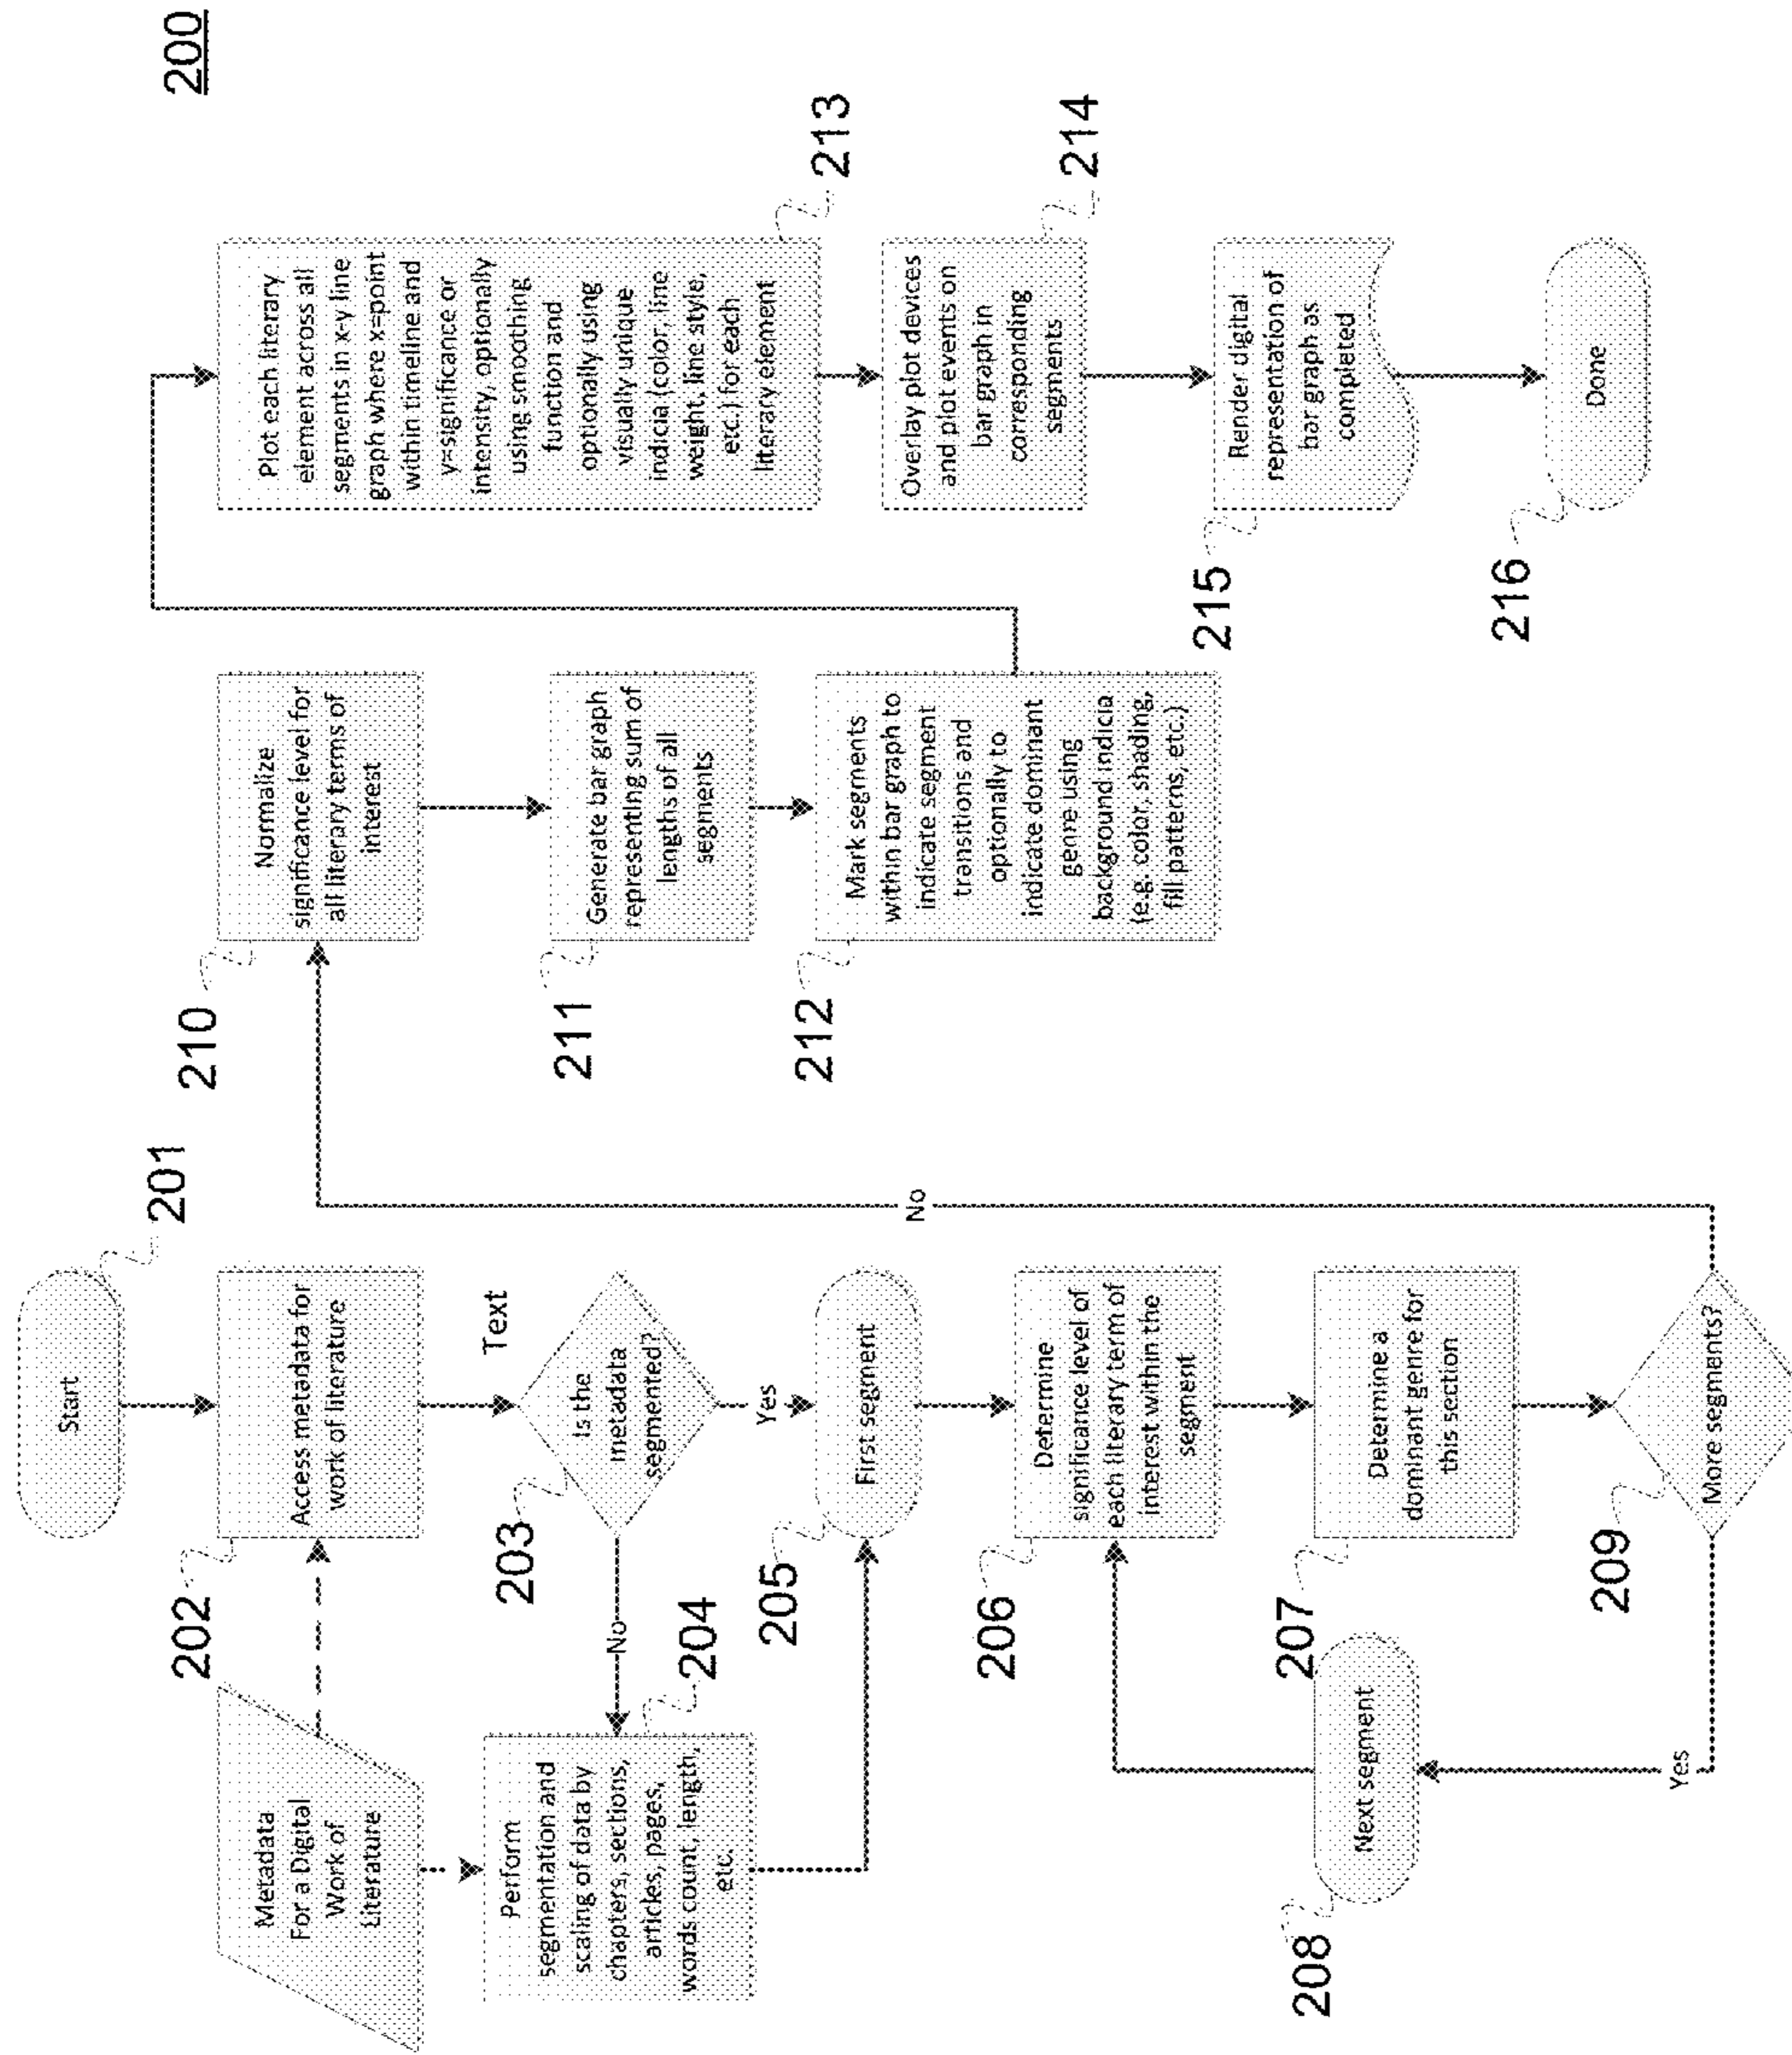 200
Start
201
Metadata
For a Digital
Work of
Literature
202
Access metadata for
work of literature
Text
203
Is the
metadata
segmented?
No
Yes
204
Perform
segmentation and
scaling of data by
chapters, sections,
articles, pages,
words count, length,
etc.
205
First segment
206
Determine
significance level of
each literary term of
interest within the
segment
207
Determine a
dominant genre for
this section
208
Next segment
209
More segments?
Yes
No
210
Normalize
significance level for
all literary terms of
interest
211
Generate bar graph
representing sum of
lengths of all
segments
212
Mark segments
within bar graph to
indicate segment
transitions and
optionally to
indicate dominant
genre using
background indicia
(e.g. color, shading,
fill patterns, etc.)
213
Plot each literary
element across all
segments in x-y line
graph where x=point
within timeline and
y=significance or
intensity, optionally
using smoothing
function and
optionally using
visually unique
indicia (color, line
weight, line style,
etc.) for each
literary element
214
Overlay plot devices
and plot events on
bar graph in
corresponding
segments
215
Render digital
representation of
bar graph as
completed
216
Done